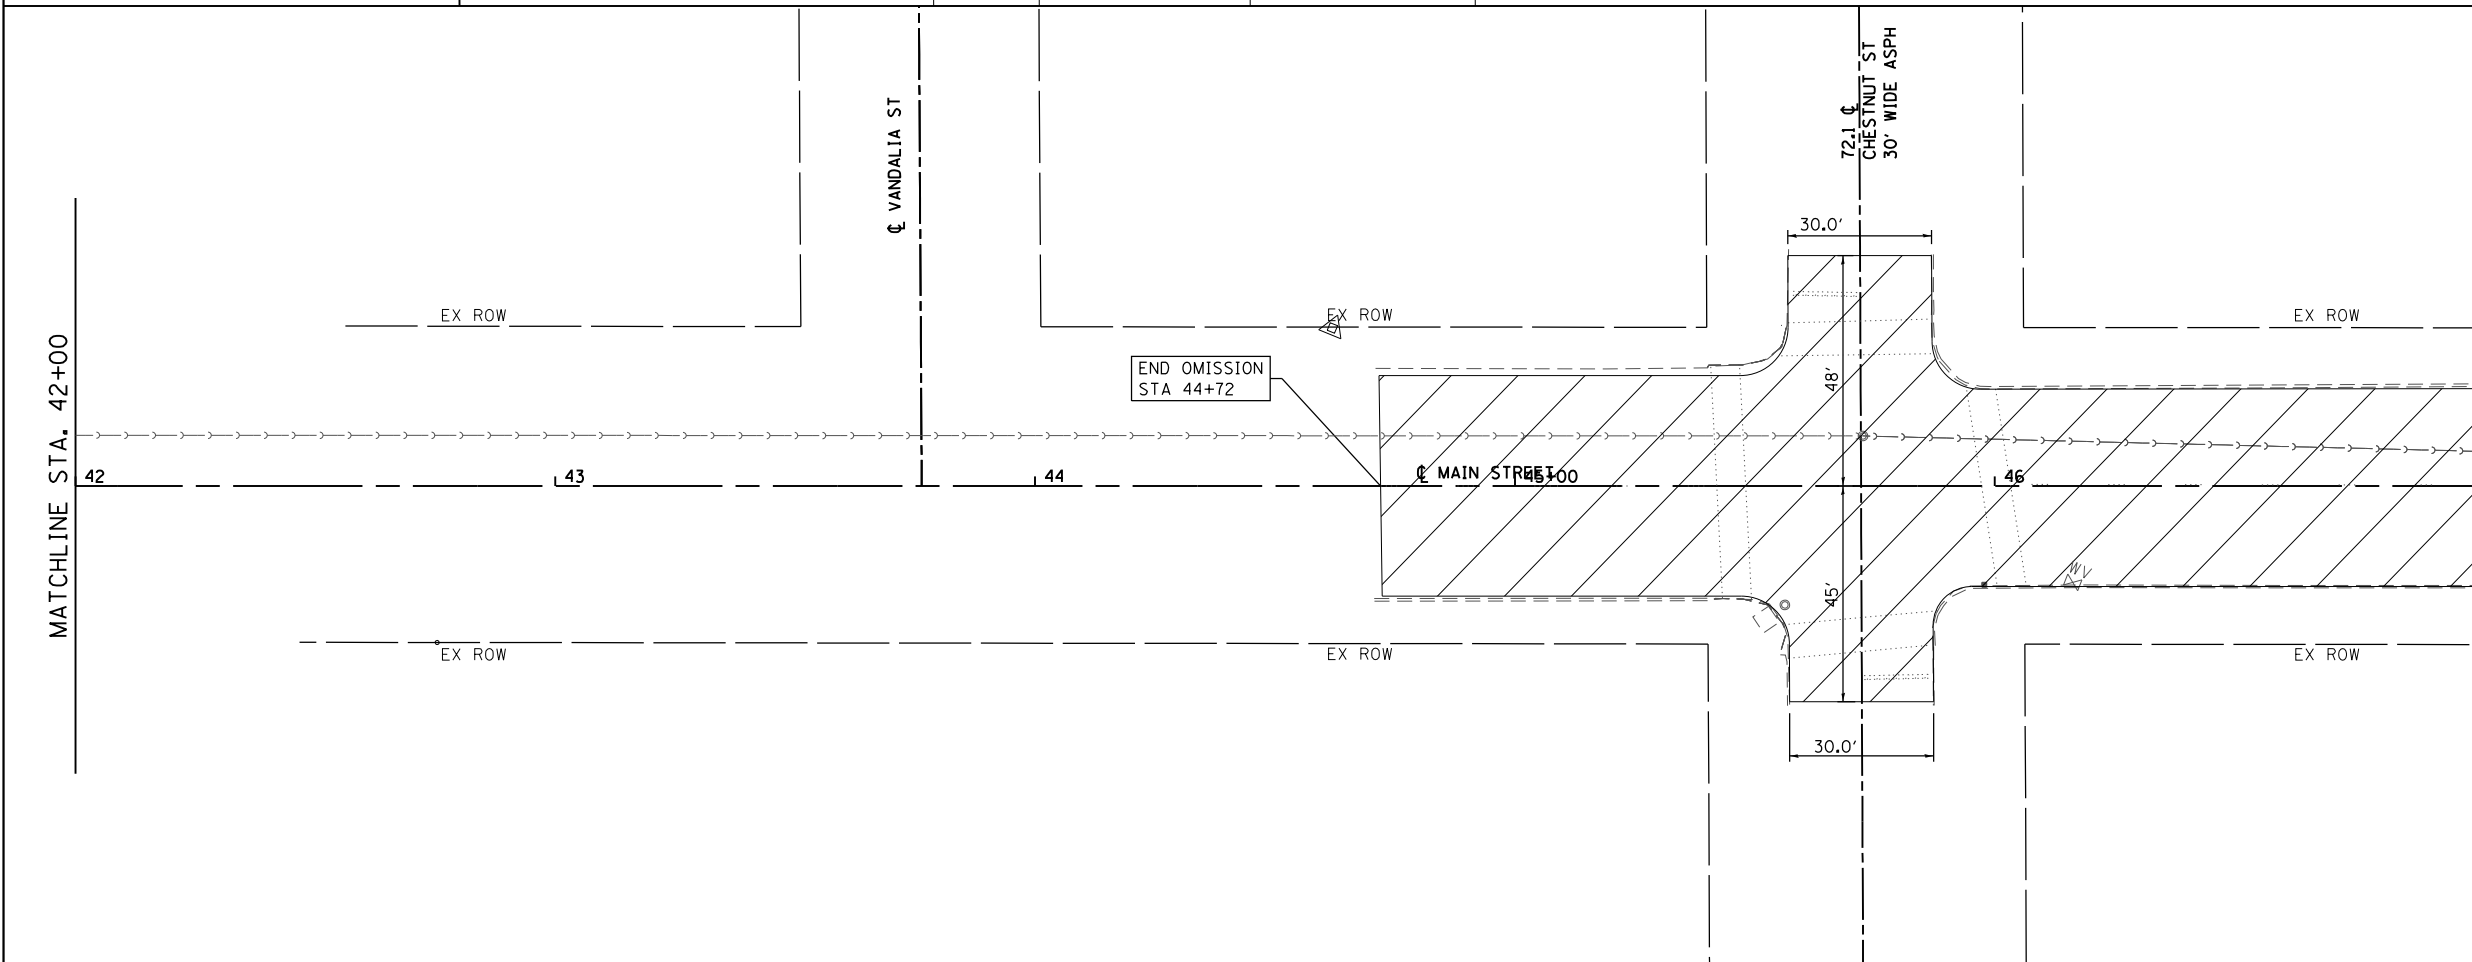 MATCHLINE STA. 42+00
℄ VANDALIA ST
72.1 ℄
CHESTNUT ST
30' WIDE ASPH
30.0'
EX ROW
EX ROW
EX ROW
END OMISSION
STA 44+72
48'
42
43
44
℄ MAIN STREET
45+00
46
WV
45'
EX ROW
EX ROW
EX ROW
30.0'